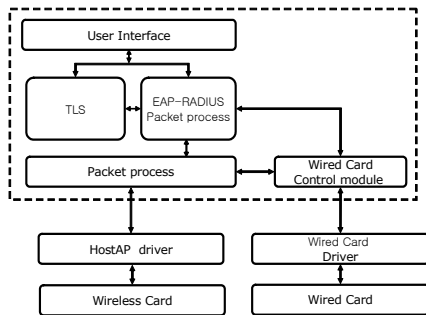 User Interface
TLS
EAP-RADIUS
Packet process
Packet process
Wired Card
Control module
HostAP driver
Wired Card
Driver
Wireless Card
Wired Card